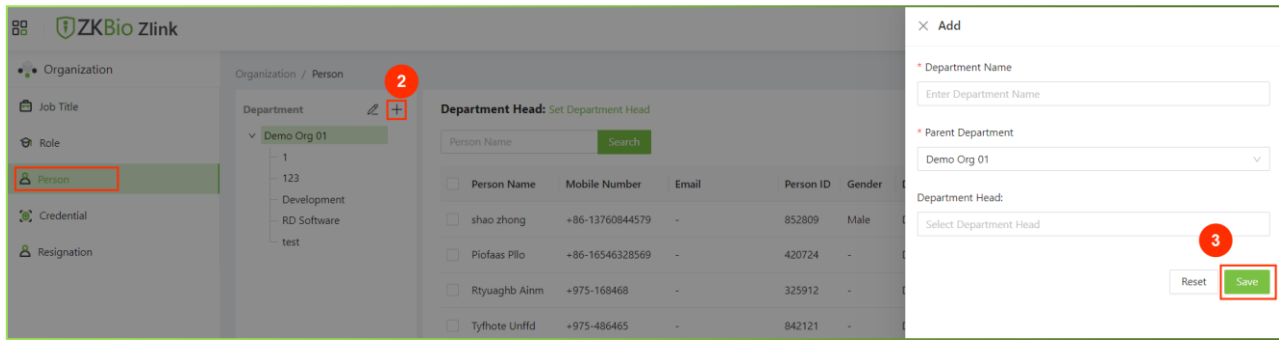 ZKBio Zlink
Organization
Job Title
Role
Person
Credential
Resignation
Organization / Person
2
Department
Demo Org 01
1
123
Development
RD Software
test
Department Head: Set Department Head
Person Name Search
Person Name Mobile Number Email Person ID Gender
shao zhong +86-13760844579 - 852809 Male
Piofaas Pllo +86-16546328569 - 420724 -
Rtyuaghb Ainm +975-168468 - 325912 -
Tyfhote Unffd +975-486465 - 842121 -
Add
* Department Name
Enter Department Name
* Parent Department
Demo Org 01
Department Head:
Select Department Head
3
Reset Save